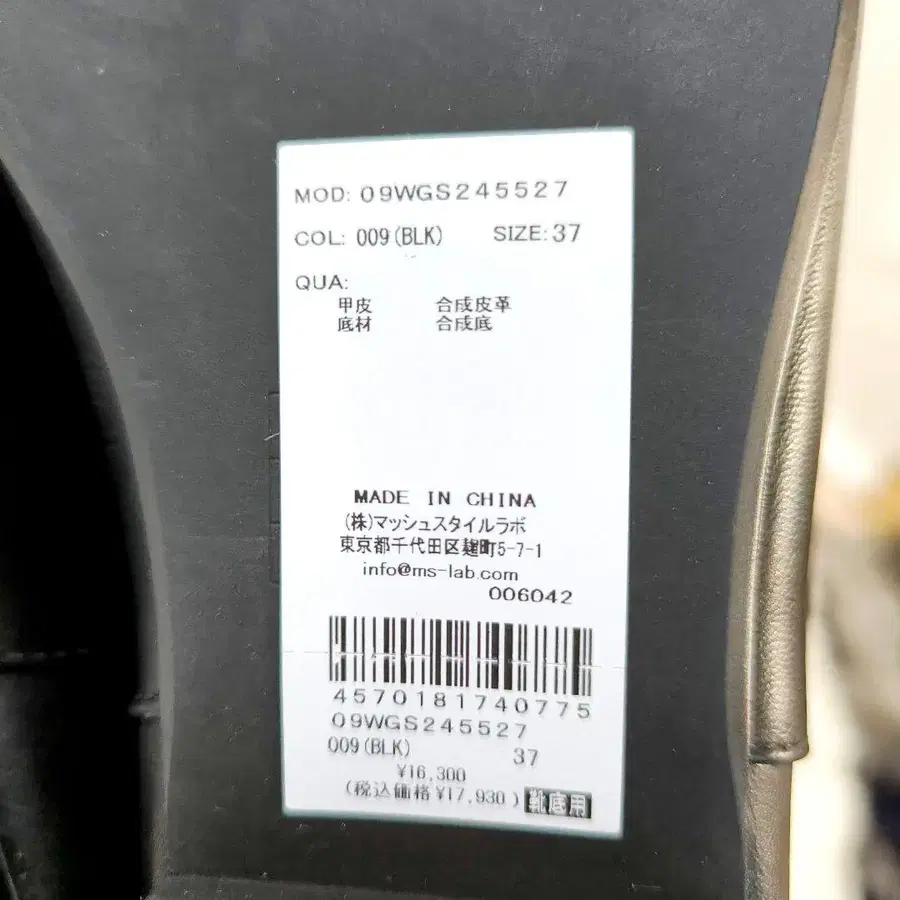 MOD: 09WGS245527
COL: 009(BLK) SIZE: 37
QUA:
甲皮 合成皮革
底材 合成底
MADE IN CHINA
(株)マッシュスタイルラボ
東京都千代田区麹町5-7-1
info@ms-lab.com
006042
4570181740775
09WGS245527
009(BLK) 37
¥16,300
(税込価格¥17,930) 靴底用